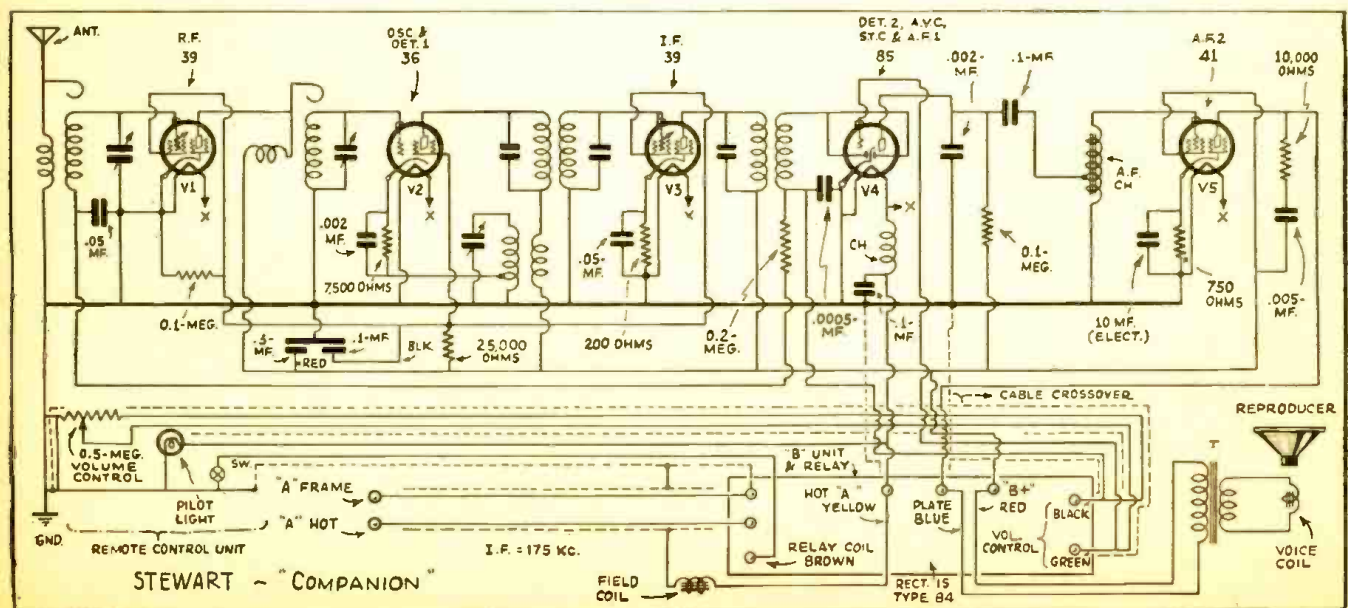 ANT.
R.F.
39
OSC. &
DET. 1
36
I.F.
39
DET. 2, A.V.C,
ST.C & A.F.1
85
.002-
MF.
.1-MF.
A.F.2
41
10,000
OHMS
V1
V2
V3
V4
V5
X
X
X
X
X
A.F.
CH.
.05
MF.
.002
MF.
.05-
MF.
CH.
0.1-
MEG.
750
OHMS
.005-
MF.
7,500 OHMS
0.1-MEG.
.5-
MF.
RED
.1-MF.
BLK.
25,000
OHMS
200 OHMS
0.2-
MEG.
.0005-
MF.
.1-
MF
10 MF.
(ELECT.)
CABLE CROSSOVER
REPRODUCER
0.5-MEG.
VOLUME
CONTROL
PILOT
LIGHT
SW.
"A" FRAME
"A" HOT
"B" UNIT
& RELAY
HOT "A"
YELLOW
PLATE
BLUE
"B+"
RED
BLACK
VOL.
CONTROL
GREEN
T
VOICE
COIL
GND.
REMOTE CONTROL UNIT
I.F. = 175 KC.
RELAY COIL
BROWN
STEWART ~ "COMPANION"
FIELD
COIL
RECT. IS
TYPE 84